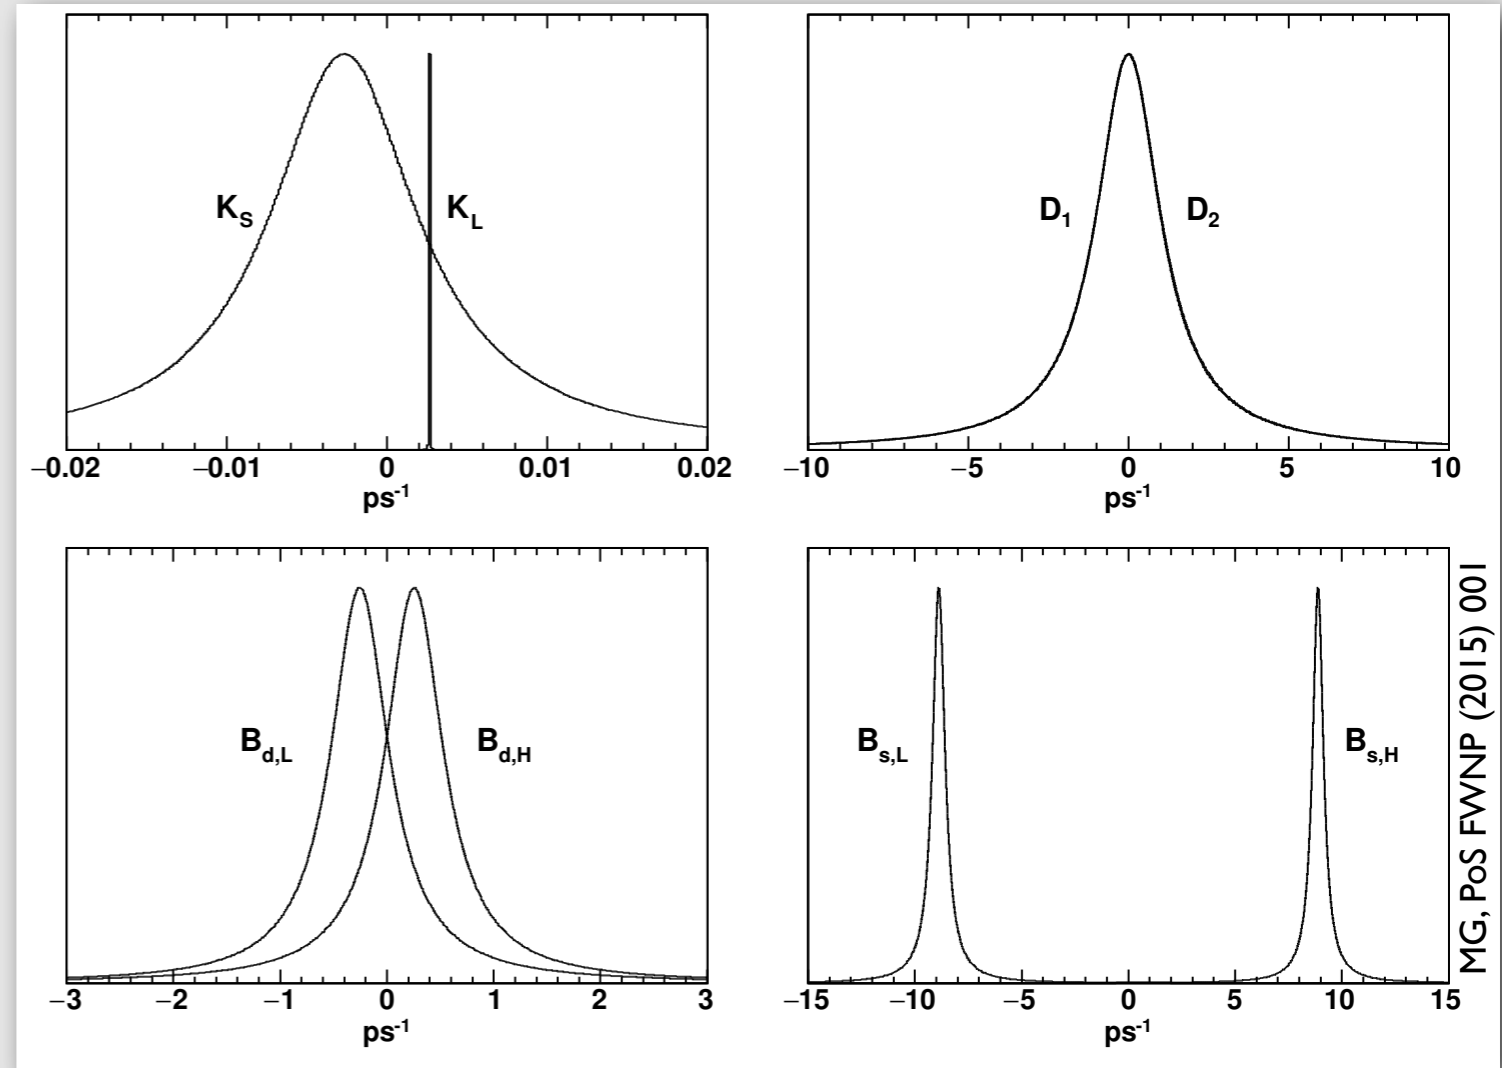 K_S K_L
−0.02 −0.01 0 0.01 0.02
ps⁻¹
D_1 D_2
−10 −5 0 5 10
ps⁻¹
B_d,L B_d,H
−3 −2 −1 0 1 2 3
ps⁻¹
B_s,L B_s,H
−15 −10 −5 0 5 10 15
ps⁻¹
MG, PoS FWNP (2015) 001